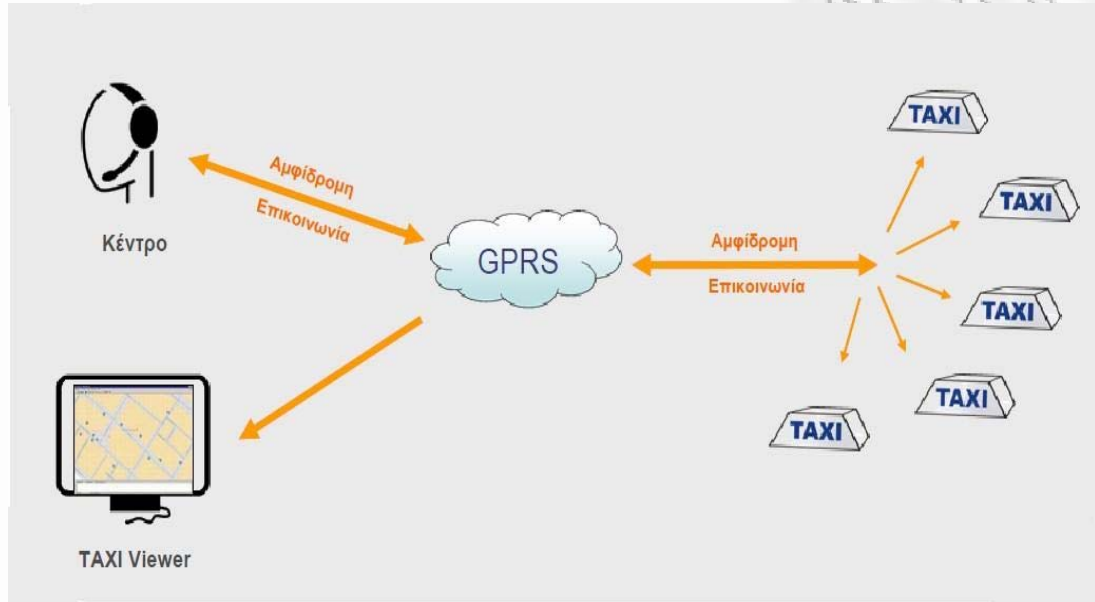 Αμφίδρομη
Επικοινωνία
Κέντρο
GPRS
Αμφίδρομη
Επικοινωνία
TAXI
TAXI
TAXI
TAXI
TAXI
TAXI Viewer